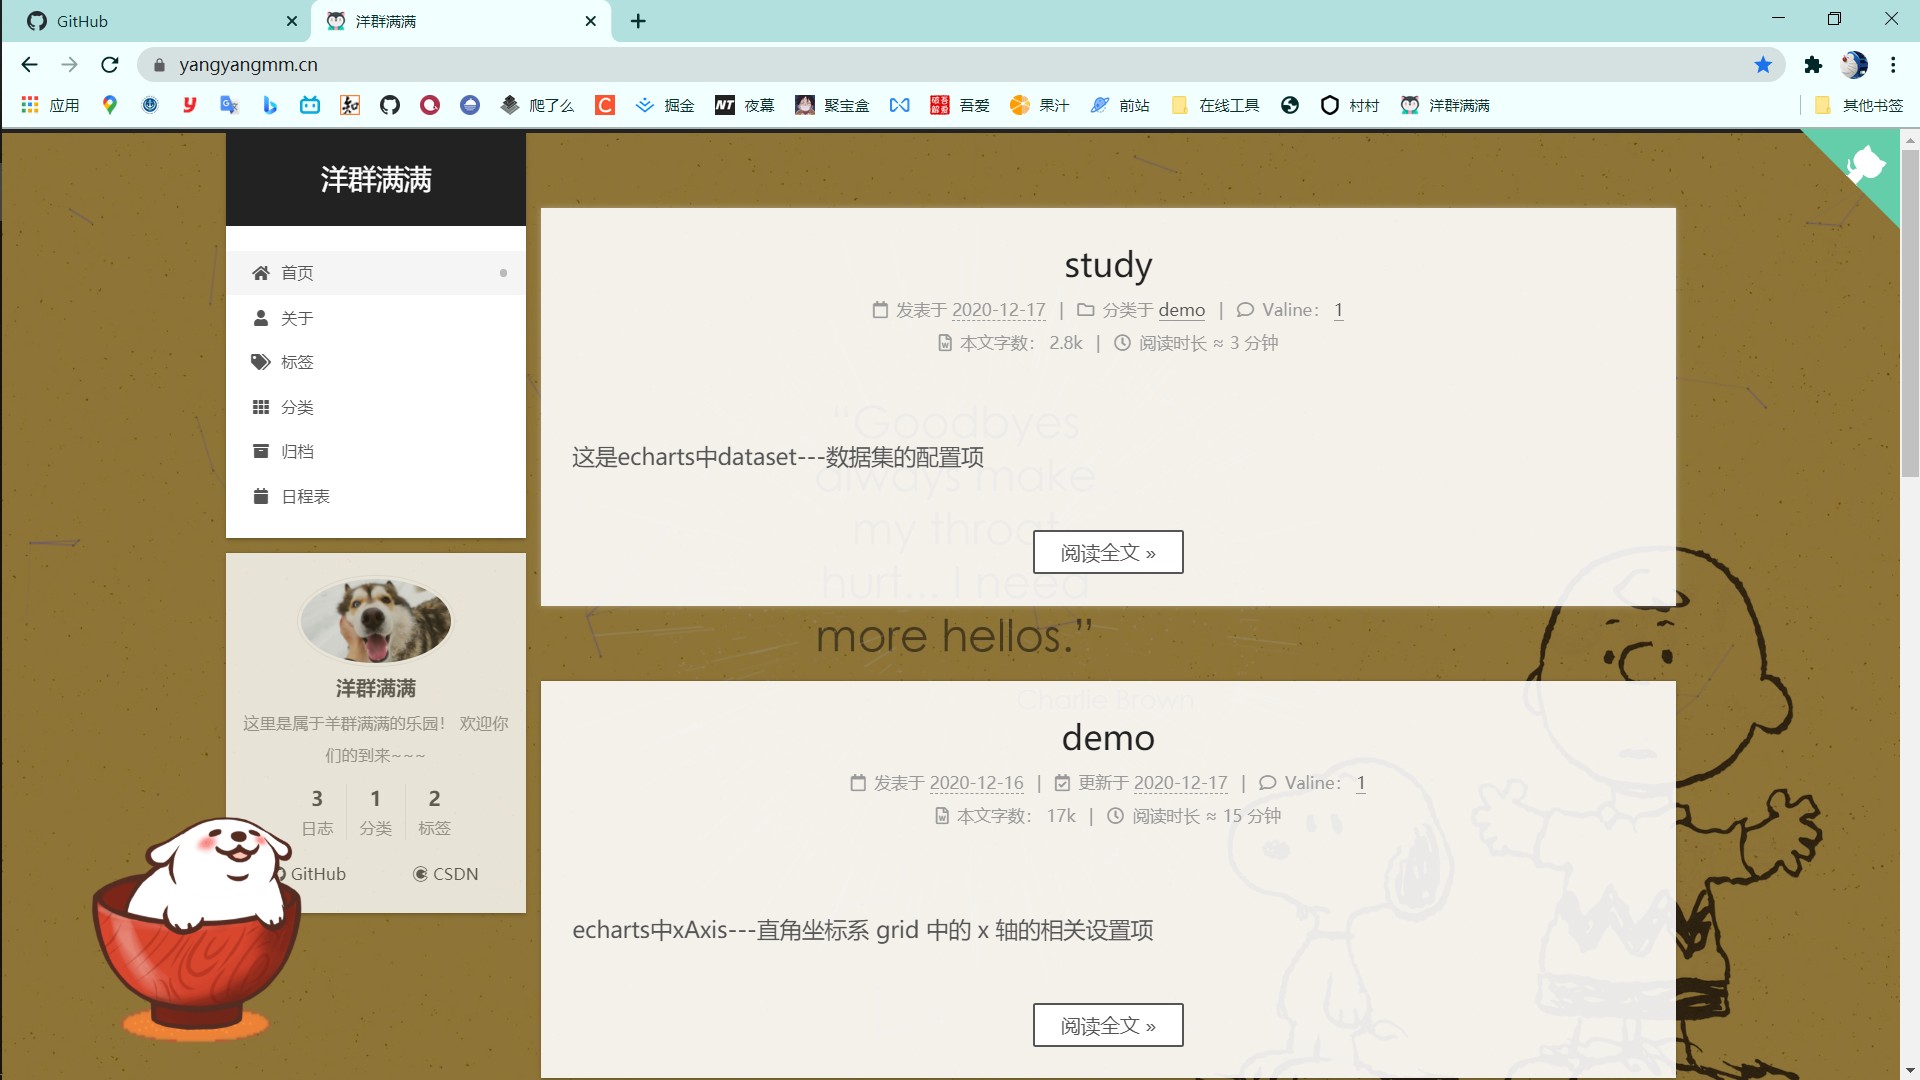 GitHub
洋群满满
yangyangmm.cn
应用 爬了么 掘金 NT 夜幕 聚宝盒 吾爱 果汁 前站 在线工具 村村 洋群满满 其他书签
洋群满满
首页
关于
标签
分类
归档
日程表
洋群满满
这里是属于羊群满满的乐园！ 欢迎你
们的到来~~~
3 1 2
日志 分类 标签
GitHub CSDN
study
发表于 2020-12-17 | 分类于 demo | Valine： 1
本文字数： 2.8k | 阅读时长 ≈ 3 分钟
这是echarts中dataset---数据集的配置项
阅读全文 »
“Goodbyes
always make
my throat
hurt... I need
more hellos.”
Charlie Brown
demo
发表于 2020-12-16 | 更新于 2020-12-17 | Valine： 1
本文字数： 17k | 阅读时长 ≈ 15 分钟
echarts中xAxis---直角坐标系 grid 中的 x 轴的相关设置项
阅读全文 »